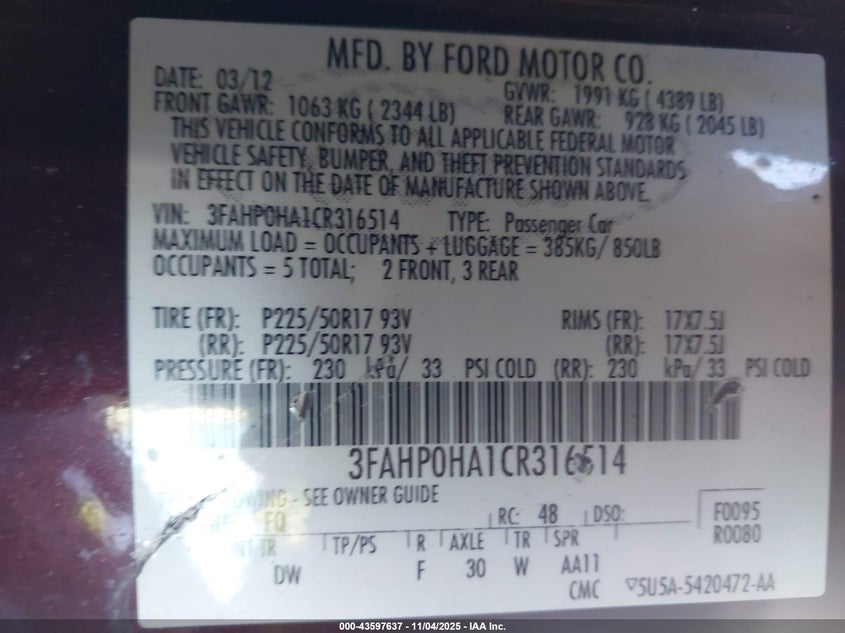 MFD. BY FORD MOTOR CO.
DATE: 03/12 GVWR: 1991 KG ( 4389 LB)
FRONT GAWR: 1063 KG ( 2344 LB) REAR GAWR: 928 KG ( 2045 LB)
THIS VEHICLE CONFORMS TO ALL APPLICABLE FEDERAL MOTOR
VEHICLE SAFETY, BUMPER, AND THEFT PREVENTION STANDARDS
IN EFFECT ON THE DATE OF MANUFACTURE SHOWN ABOVE.
VIN: 3FAHP0HA1CR316514 TYPE: Passenger Car
MAXIMUM LOAD = OCCUPANTS + LUGGAGE = 385KG/ 850LB
OCCUPANTS = 5 TOTAL; 2 FRONT, 3 REAR
TIRE (FR): P225/50R17 93V RIMS (FR): 17X7.5J
(RR): P225/50R17 93V (RR): 17X7.5J
PRESSURE (FR): 230 kPa/ 33 PSI COLD (RR): 230 kPa/ 33 PSI COLD
3FAHP0HA1CR316514
OWING - SEE OWNER GUIDE
FQ RC: 48 DSO: F0095
R0080
NT TR TP/PS R AXLE TR SPR
DW F 30 W AA11
CMC ▽5U5A-5420472-AA
000-43597637 - 11/04/2025 - IAA Inc.